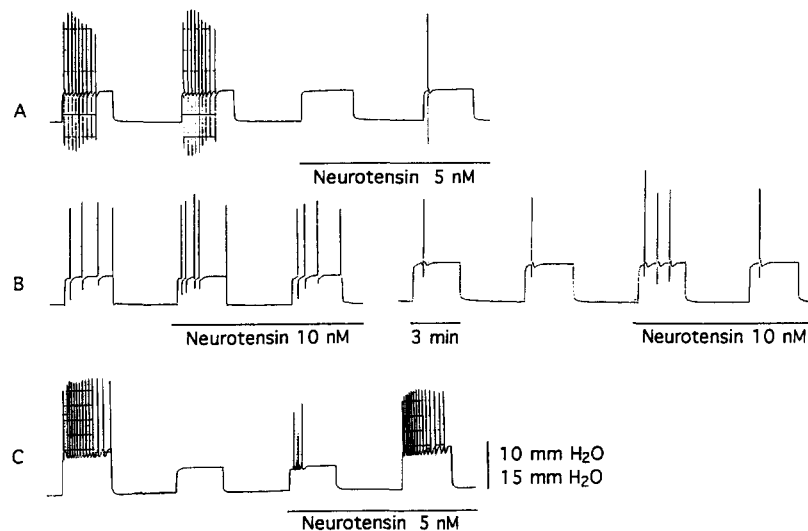 A
Neurotensin 5 nM
B
Neurotensin 10 nM
3 min
Neurotensin 10 nM
C
10 mm H₂O
15 mm H₂O
Neurotensin 5 nM